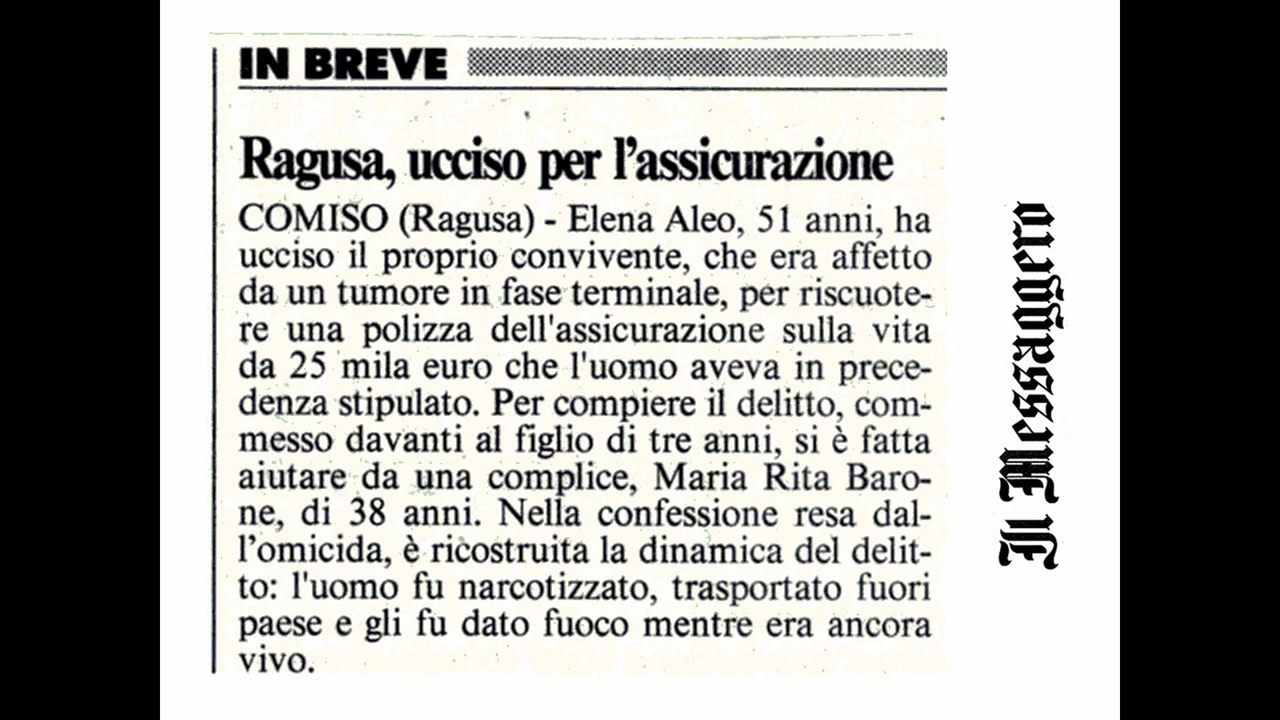 IN BREVE
Ragusa, ucciso per l'assicurazione
COMISO (Ragusa) - Elena Aleo, 51 anni, ha
ucciso il proprio convivente, che era affetto
da un tumore in fase terminale, per riscuote-
re una polizza dell'assicurazione sulla vita
da 25 mila euro che l'uomo aveva in prece-
denza stipulato. Per compiere il delitto, com-
messo davanti al figlio di tre anni, si è fatta
aiutare da una complice, Maria Rita Baro-
ne, di 38 anni. Nella confessione resa dal-
l'omicida, è ricostruita la dinamica del delit-
to: l'uomo fu narcotizzato, trasportato fuori
paese e gli fu dato fuoco mentre era ancora
vivo.
Il Messaggero